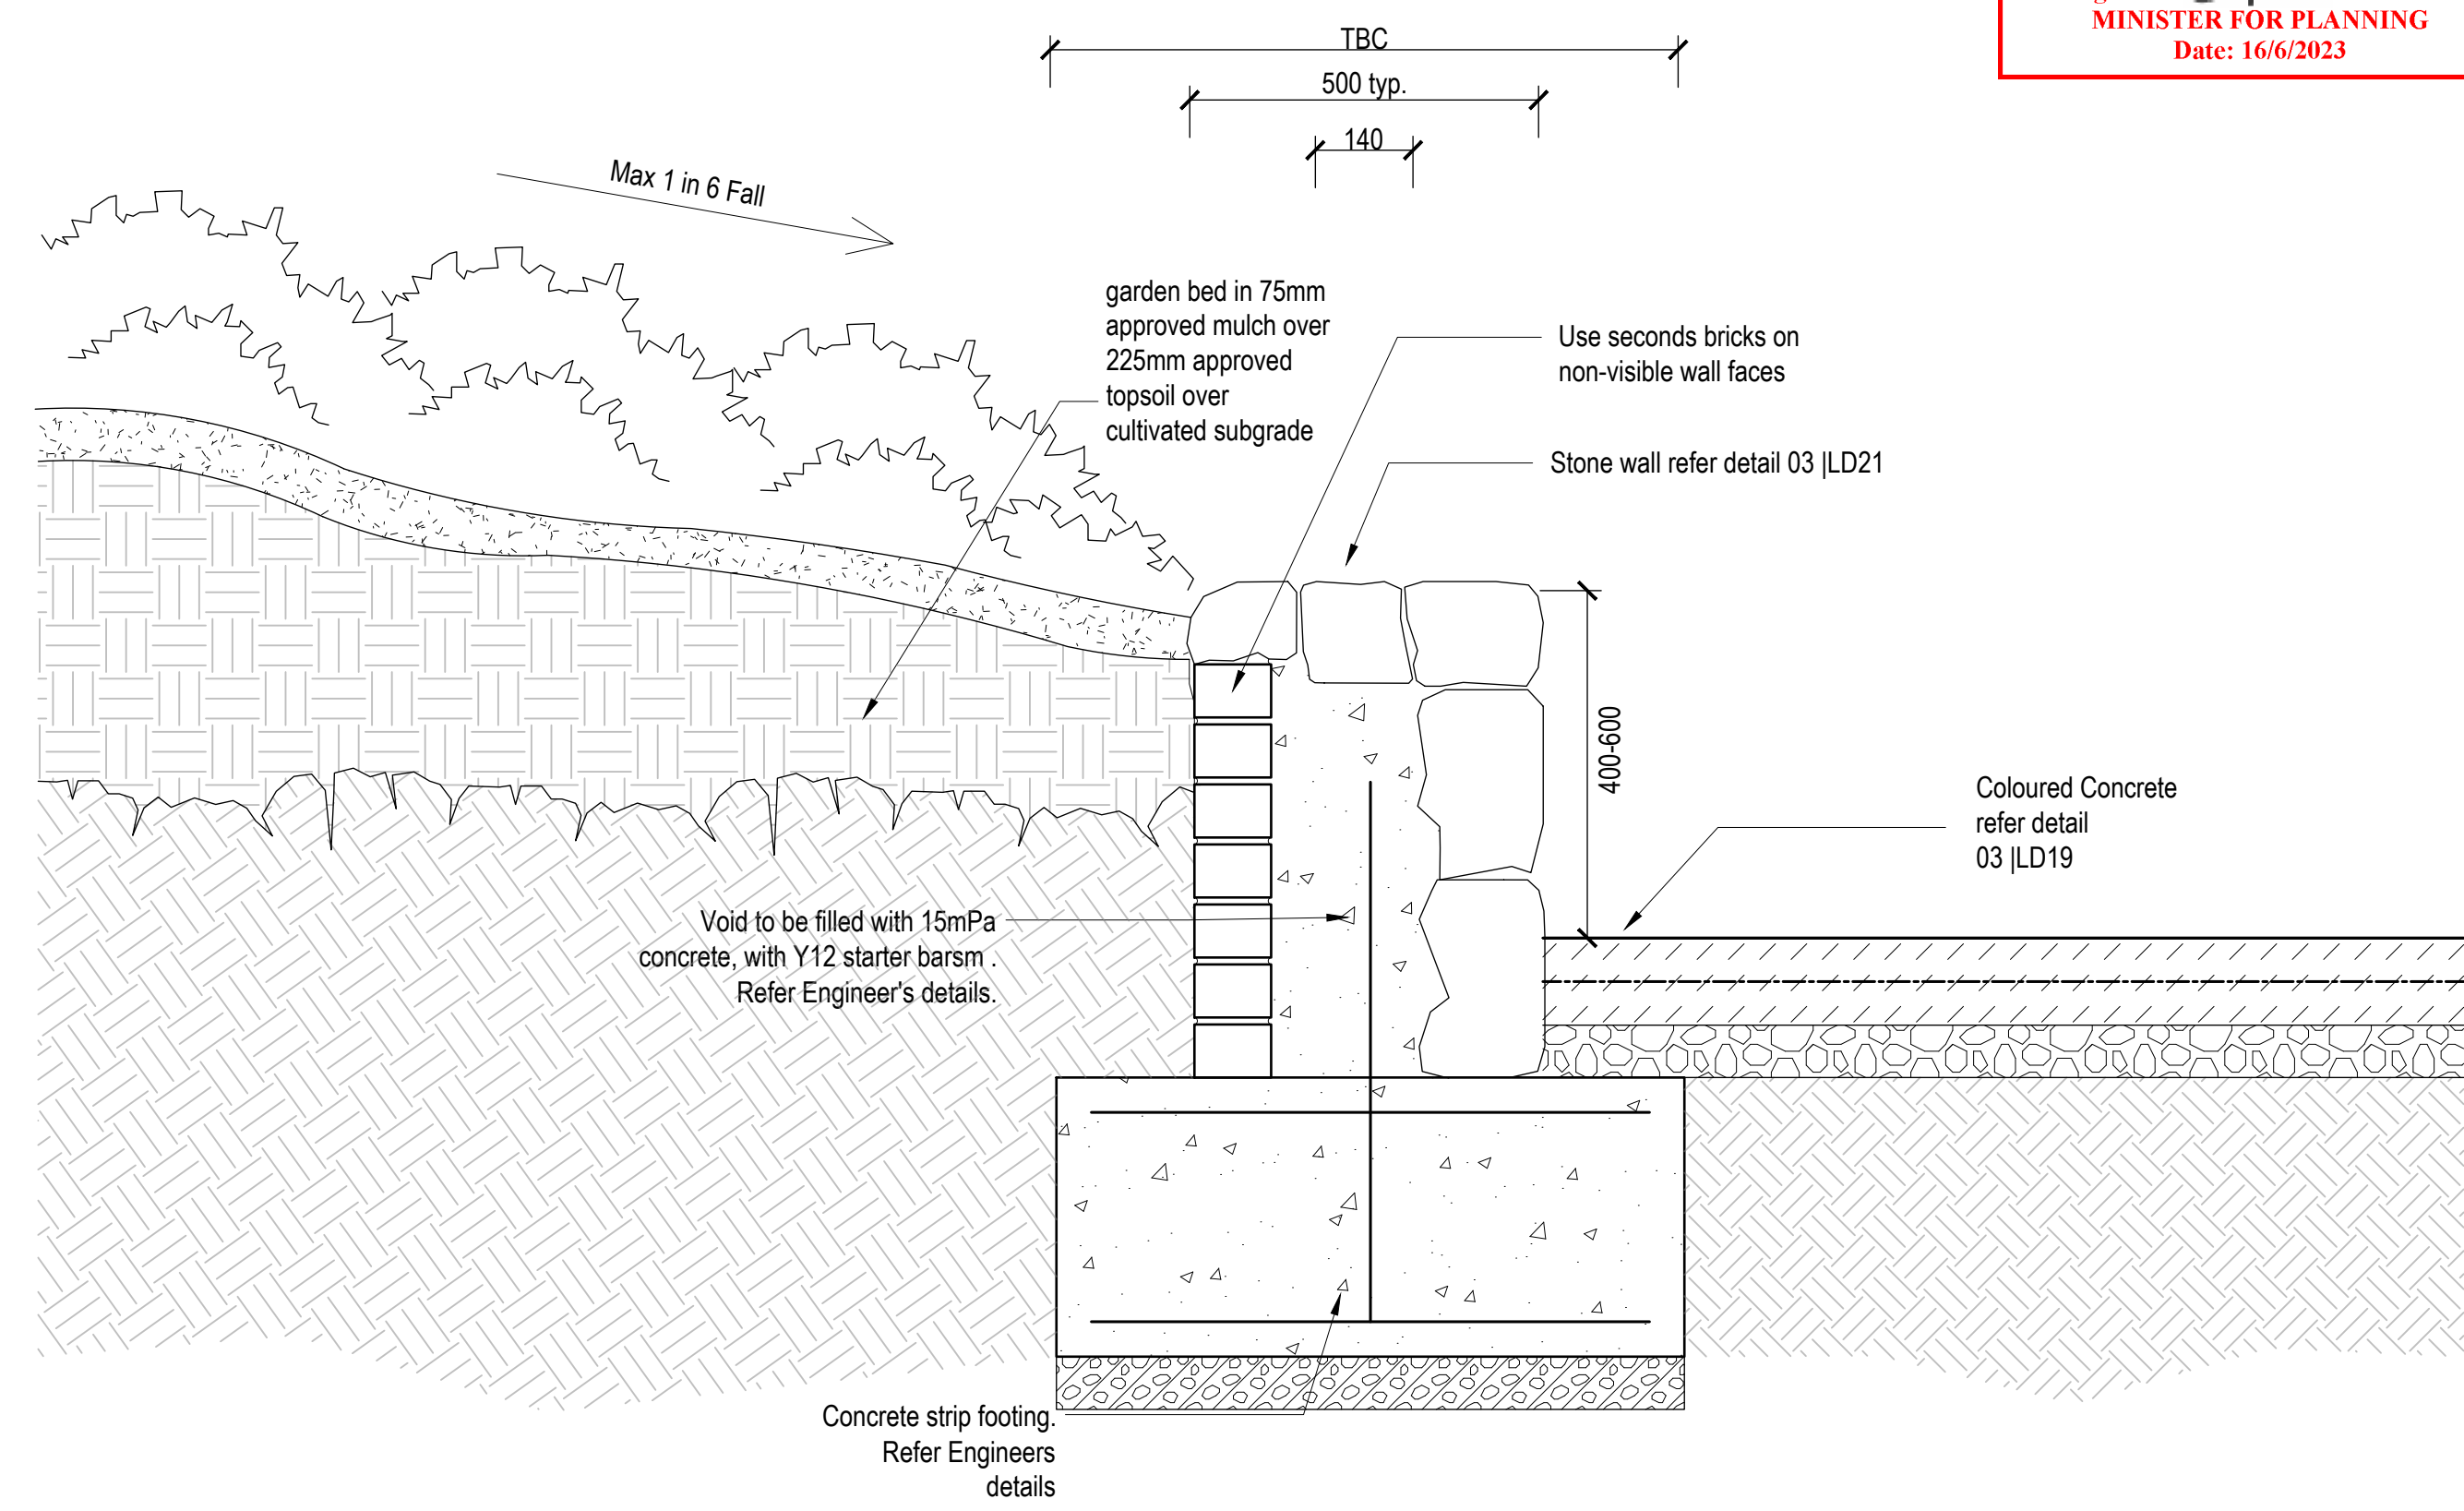 MINISTER FOR PLANNING
Date: 16/6/2023
TBC
500 typ.
140
Max 1 in 6 Fall
garden bed in 75mm
approved mulch over
225mm approved
topsoil over
cultivated subgrade
Use seconds bricks on
non-visible wall faces
Stone wall refer detail 03 |LD21
400-600
Coloured Concrete
refer detail
03 |LD19
Void to be filled with 15mPa
concrete, with Y12 starter barsm .
Refer Engineer's details.
Concrete strip footing.
Refer Engineers
details